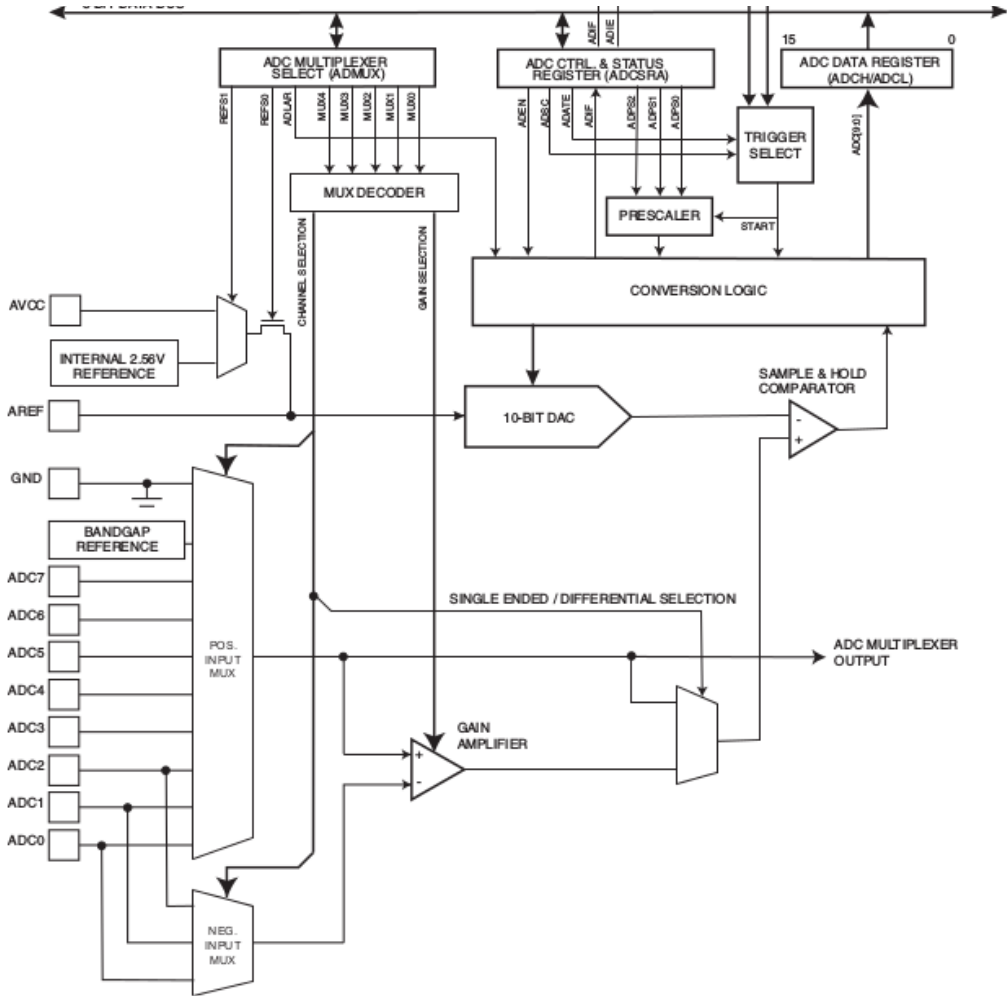 ADIF
ADIE
15
0
ADC MULTIPLEXER
SELECT (ADMUX)
ADC CTRL. & STATUS
REGISTER (ADCSRA)
ADC DATA REGISTER
(ADCH/ADCL)
REFS1
REFS0
ADLAR
MUX4
MUX3
MUX2
MUX1
MUX0
ADEN
ADSC
ADATE
ADIF
ADPS2
ADPS1
ADPS0
TRIGGER
SELECT
ADC[9:0]
MUX DECODER
PRESCALER
START
CHANNEL SELECTION
GAIN SELECTION
CONVERSION LOGIC
AVCC
INTERNAL 2.56V
REFERENCE
SAMPLE & HOLD
COMPARATOR
AREF
10-BIT DAC
-
+
GND
BANDGAP
REFERENCE
ADC7
SINGLE ENDED / DIFFERENTIAL SELECTION
ADC6
ADC5
POS.
INPUT
MUX
ADC MULTIPLEXER
OUTPUT
ADC4
ADC3
GAIN
AMPLIFIER
+
-
ADC2
ADC1
ADC0
NEG.
INPUT
MUX